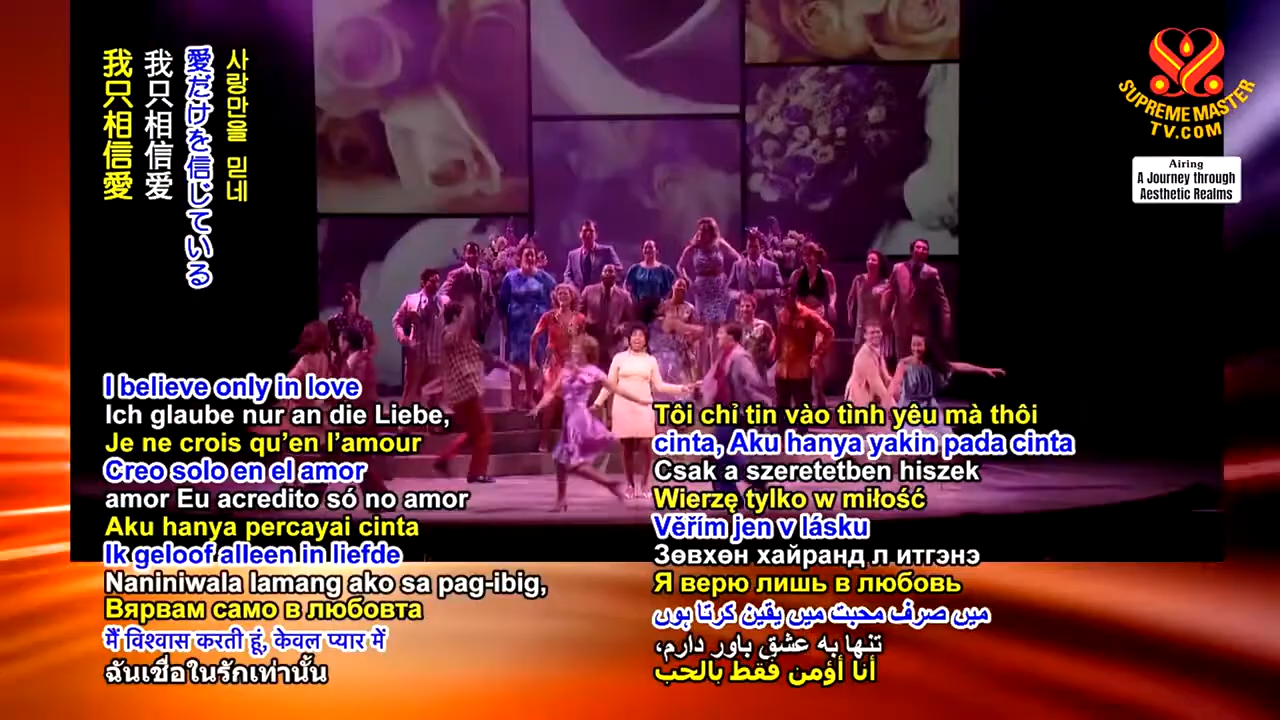 사랑만을 믿네
愛だけを信じている
我只相信爱
我只相信愛
SUPREME MASTER
TV.COM
Airing
A Journey through
Aesthetic Realms
I believe only in love
Ich glaube nur an die Liebe,
Je ne crois qu’en l’amour
Creo solo en el amor
amor Eu acredito só no amor
Aku hanya percayai cinta
Ik geloof alleen in liefde
Naniniwala lamang ako sa pag-ibig,
Вярвам само в любовта
मैं विश्वास करती हूं, केवल प्यार में
ฉันเชื่อในรักเท่านั้น
Tôi chỉ tin vào tình yêu mà thôi
cinta, Aku hanya yakin pada cinta
Csak a szeretetben hiszek
Wierzę tylko w miłość
Věřím jen v lásku
Зөвхөн хайранд л итгэнэ
Я верю лишь в любовь
میں صرف محبت میں یقین کرتا ہوں
تنها به عشق باور دارم،
أنا أؤمن فقط بالحب